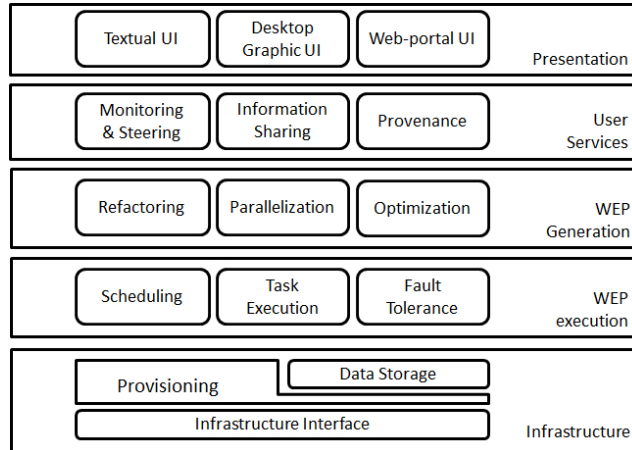 Textual UI
Desktop
Graphic UI
Web-portal UI
Presentation
Monitoring
& Steering
Information
Sharing
Provenance
User
Services
Refactoring
Parallelization
Optimization
WEP
Generation
Scheduling
Task
Execution
Fault
Tolerance
WEP
execution
Provisioning
Data Storage
Infrastructure Interface
Infrastructure